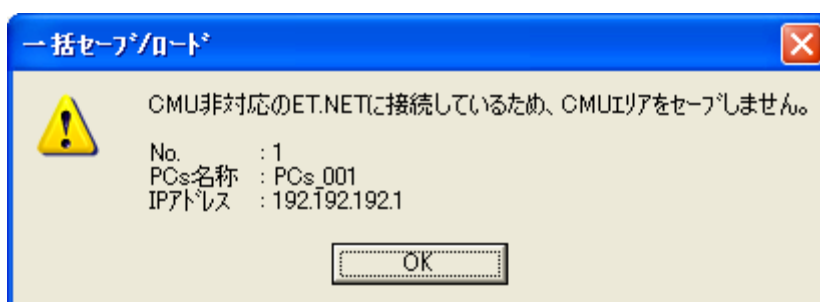 一括ｾｰﾌﾞ/ﾛｰﾄﾞ
CMU非対応のET.NETに接続しているため、CMUｴﾘｱをｾｰﾌﾞしません。
No. : 1
PCs名称 : PCs_001
IPｱﾄﾞﾚｽ : 192.192.192.1
OK